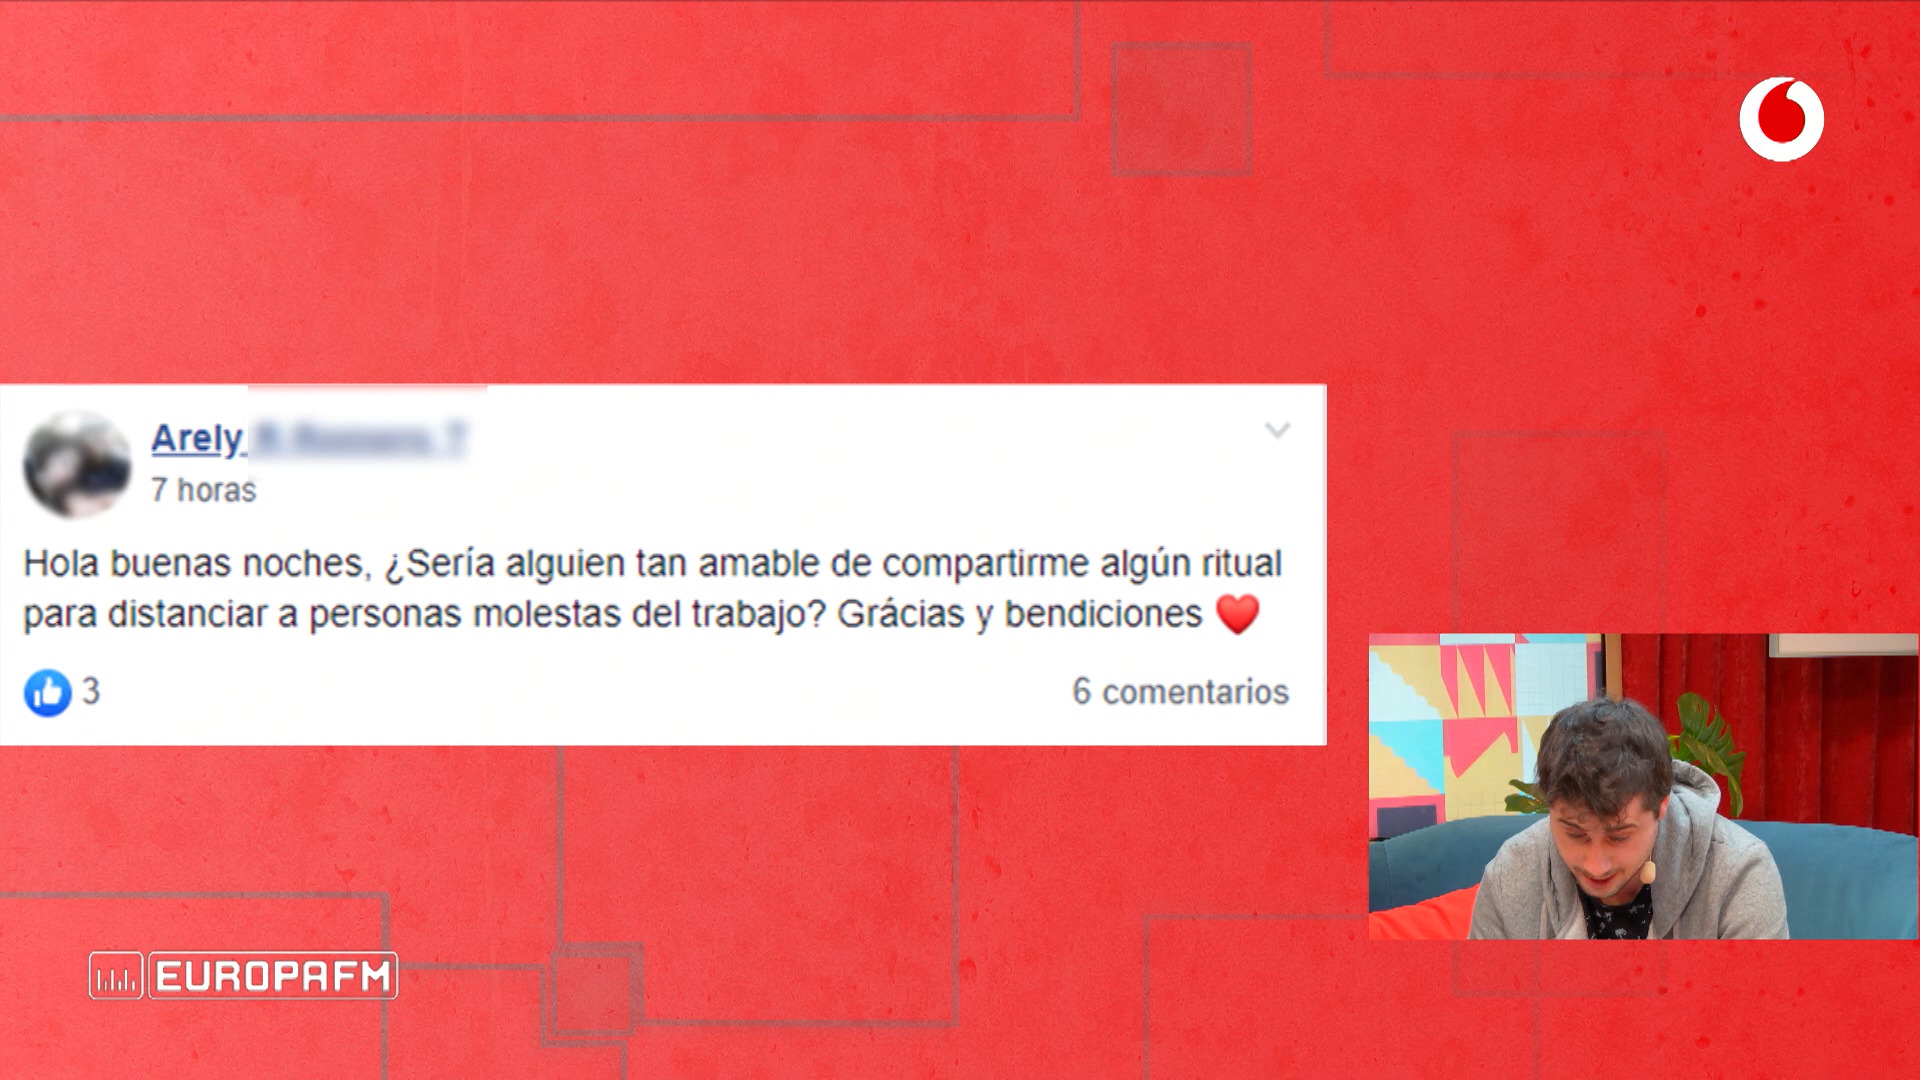 Arely
7 horas
Hola buenas noches, ¿Sería alguien tan amable de compartirme algún ritual
para distanciar a personas molestas del trabajo? Grácias y bendiciones
3
6 comentarios
EUROPAFM